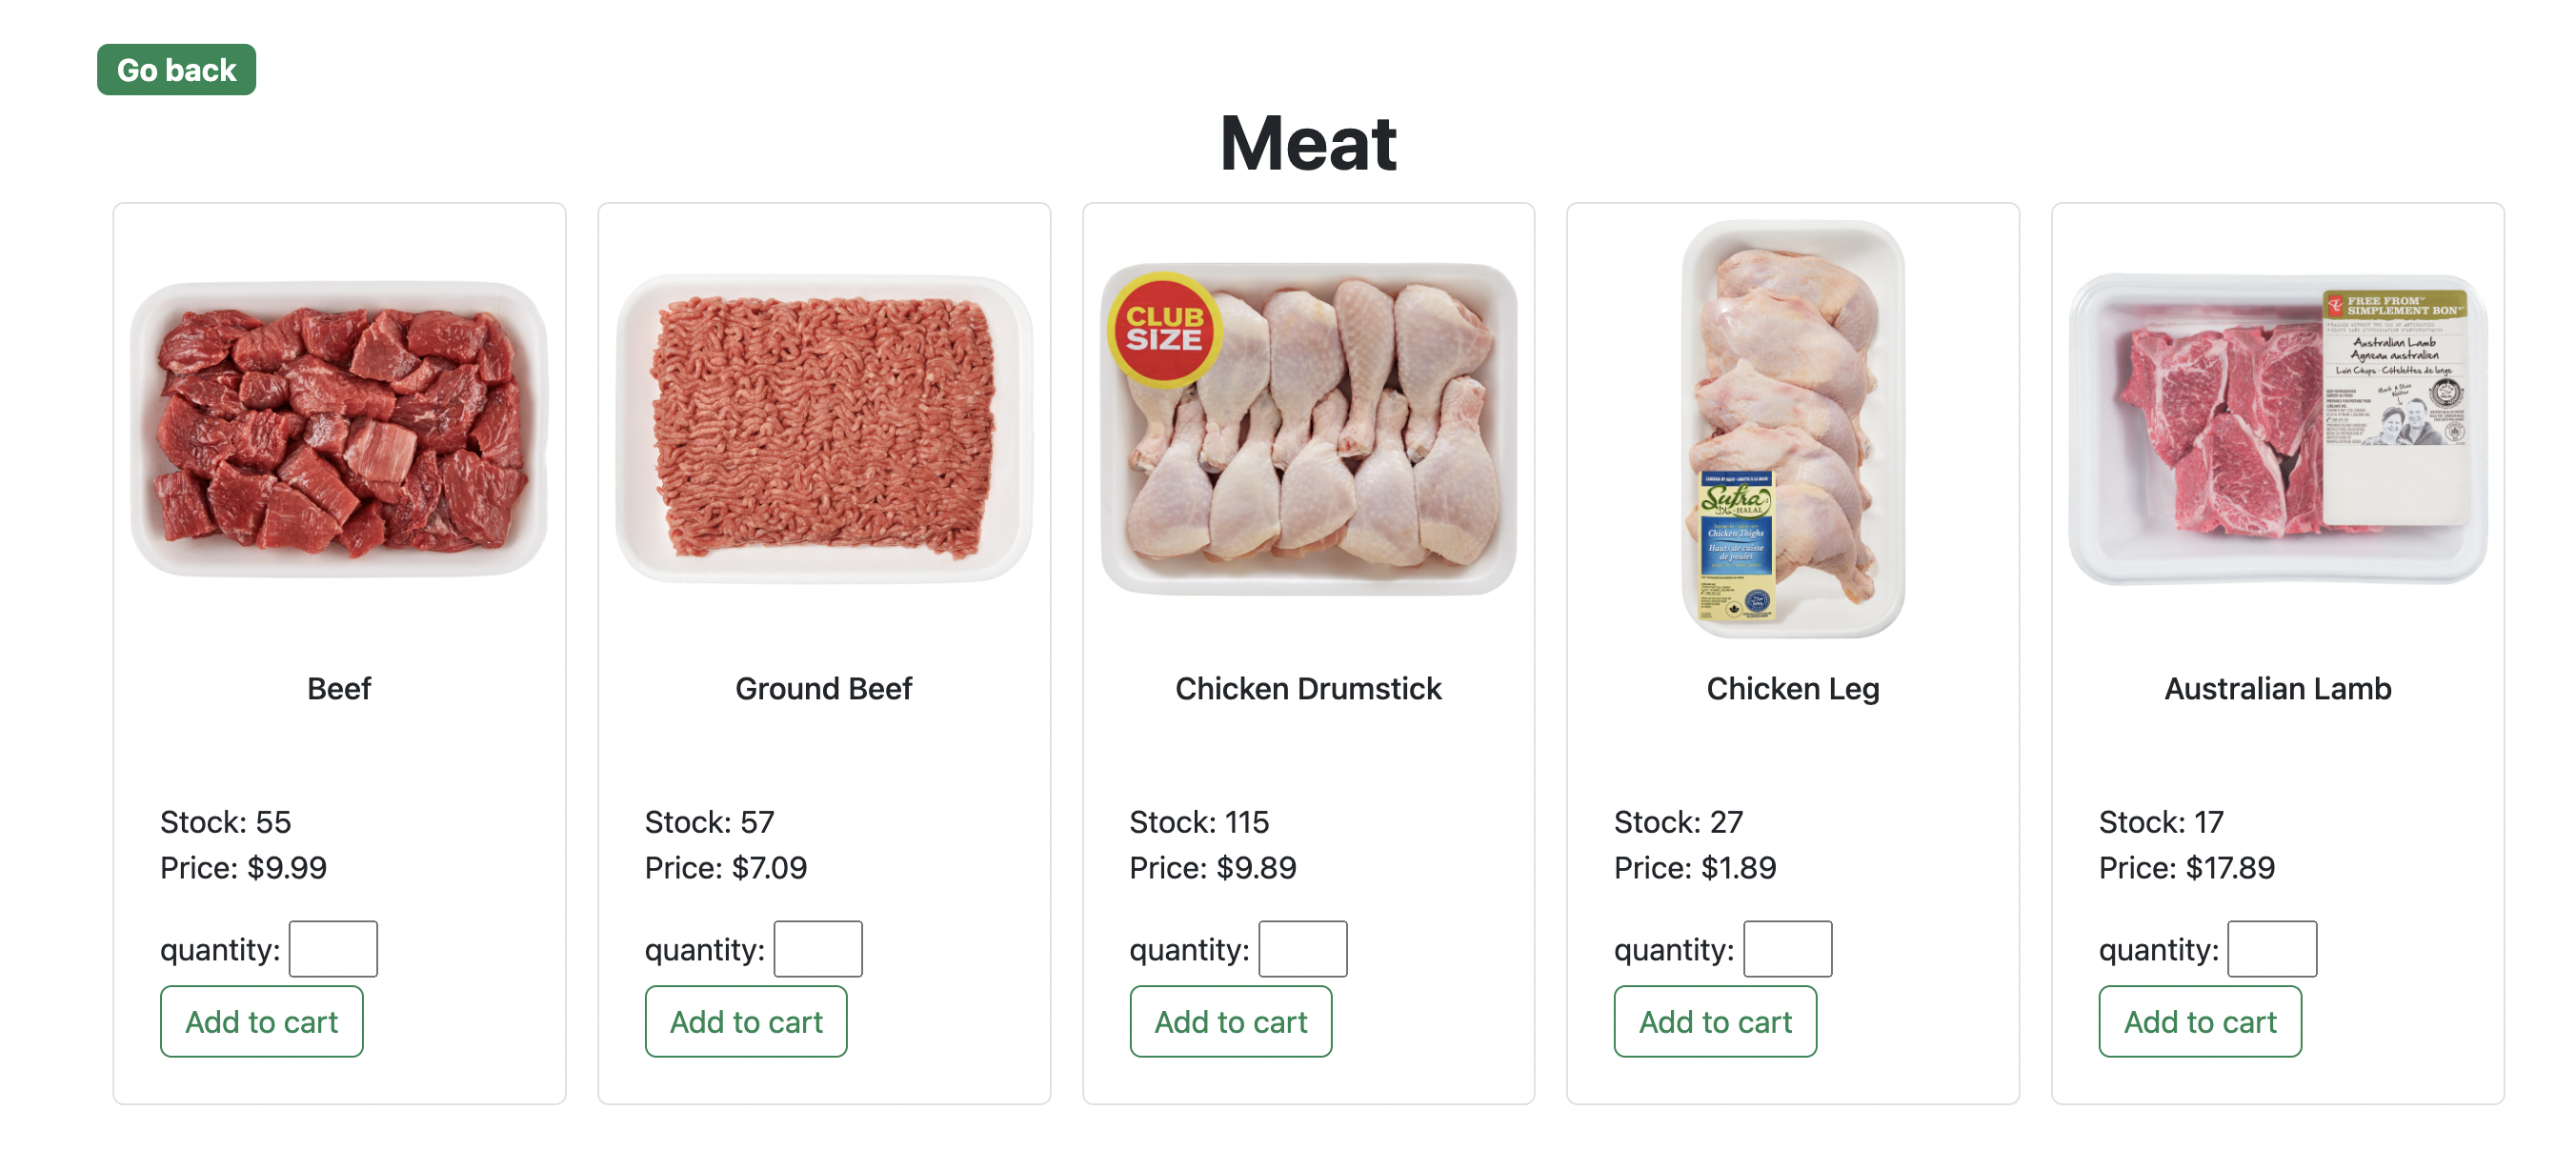 Go back
Meat
CLUB
SIZE
Sufra
HALAL
Chicken Thighs
Hauts de cuisse
de poulet
FREE FROM
SIMPLEMENT BON
Australian Lamb
Agneau australien
Loin Chops · Côtelettes de longe
Beef
Ground Beef
Chicken Drumstick
Chicken Leg
Australian Lamb
Stock: 55
Price: $9.99
quantity:
Add to cart
Stock: 57
Price: $7.09
quantity:
Add to cart
Stock: 115
Price: $9.89
quantity:
Add to cart
Stock: 27
Price: $1.89
quantity:
Add to cart
Stock: 17
Price: $17.89
quantity:
Add to cart